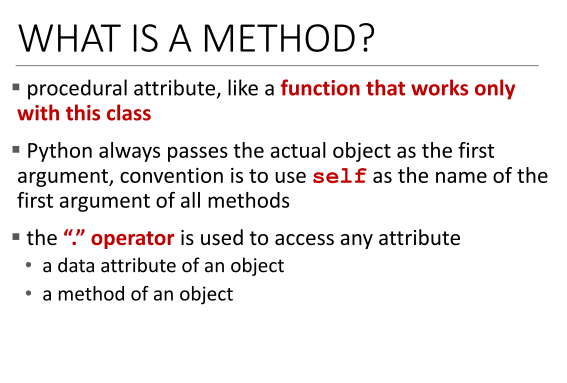 WHAT IS A METHOD?
▪ procedural attribute, like a function that works only
with this class
▪ Python always passes the actual object as the first
argument, convention is to use self as the name of the
first argument of all methods
▪ the “.” operator is used to access any attribute
• a data attribute of an object
• a method of an object